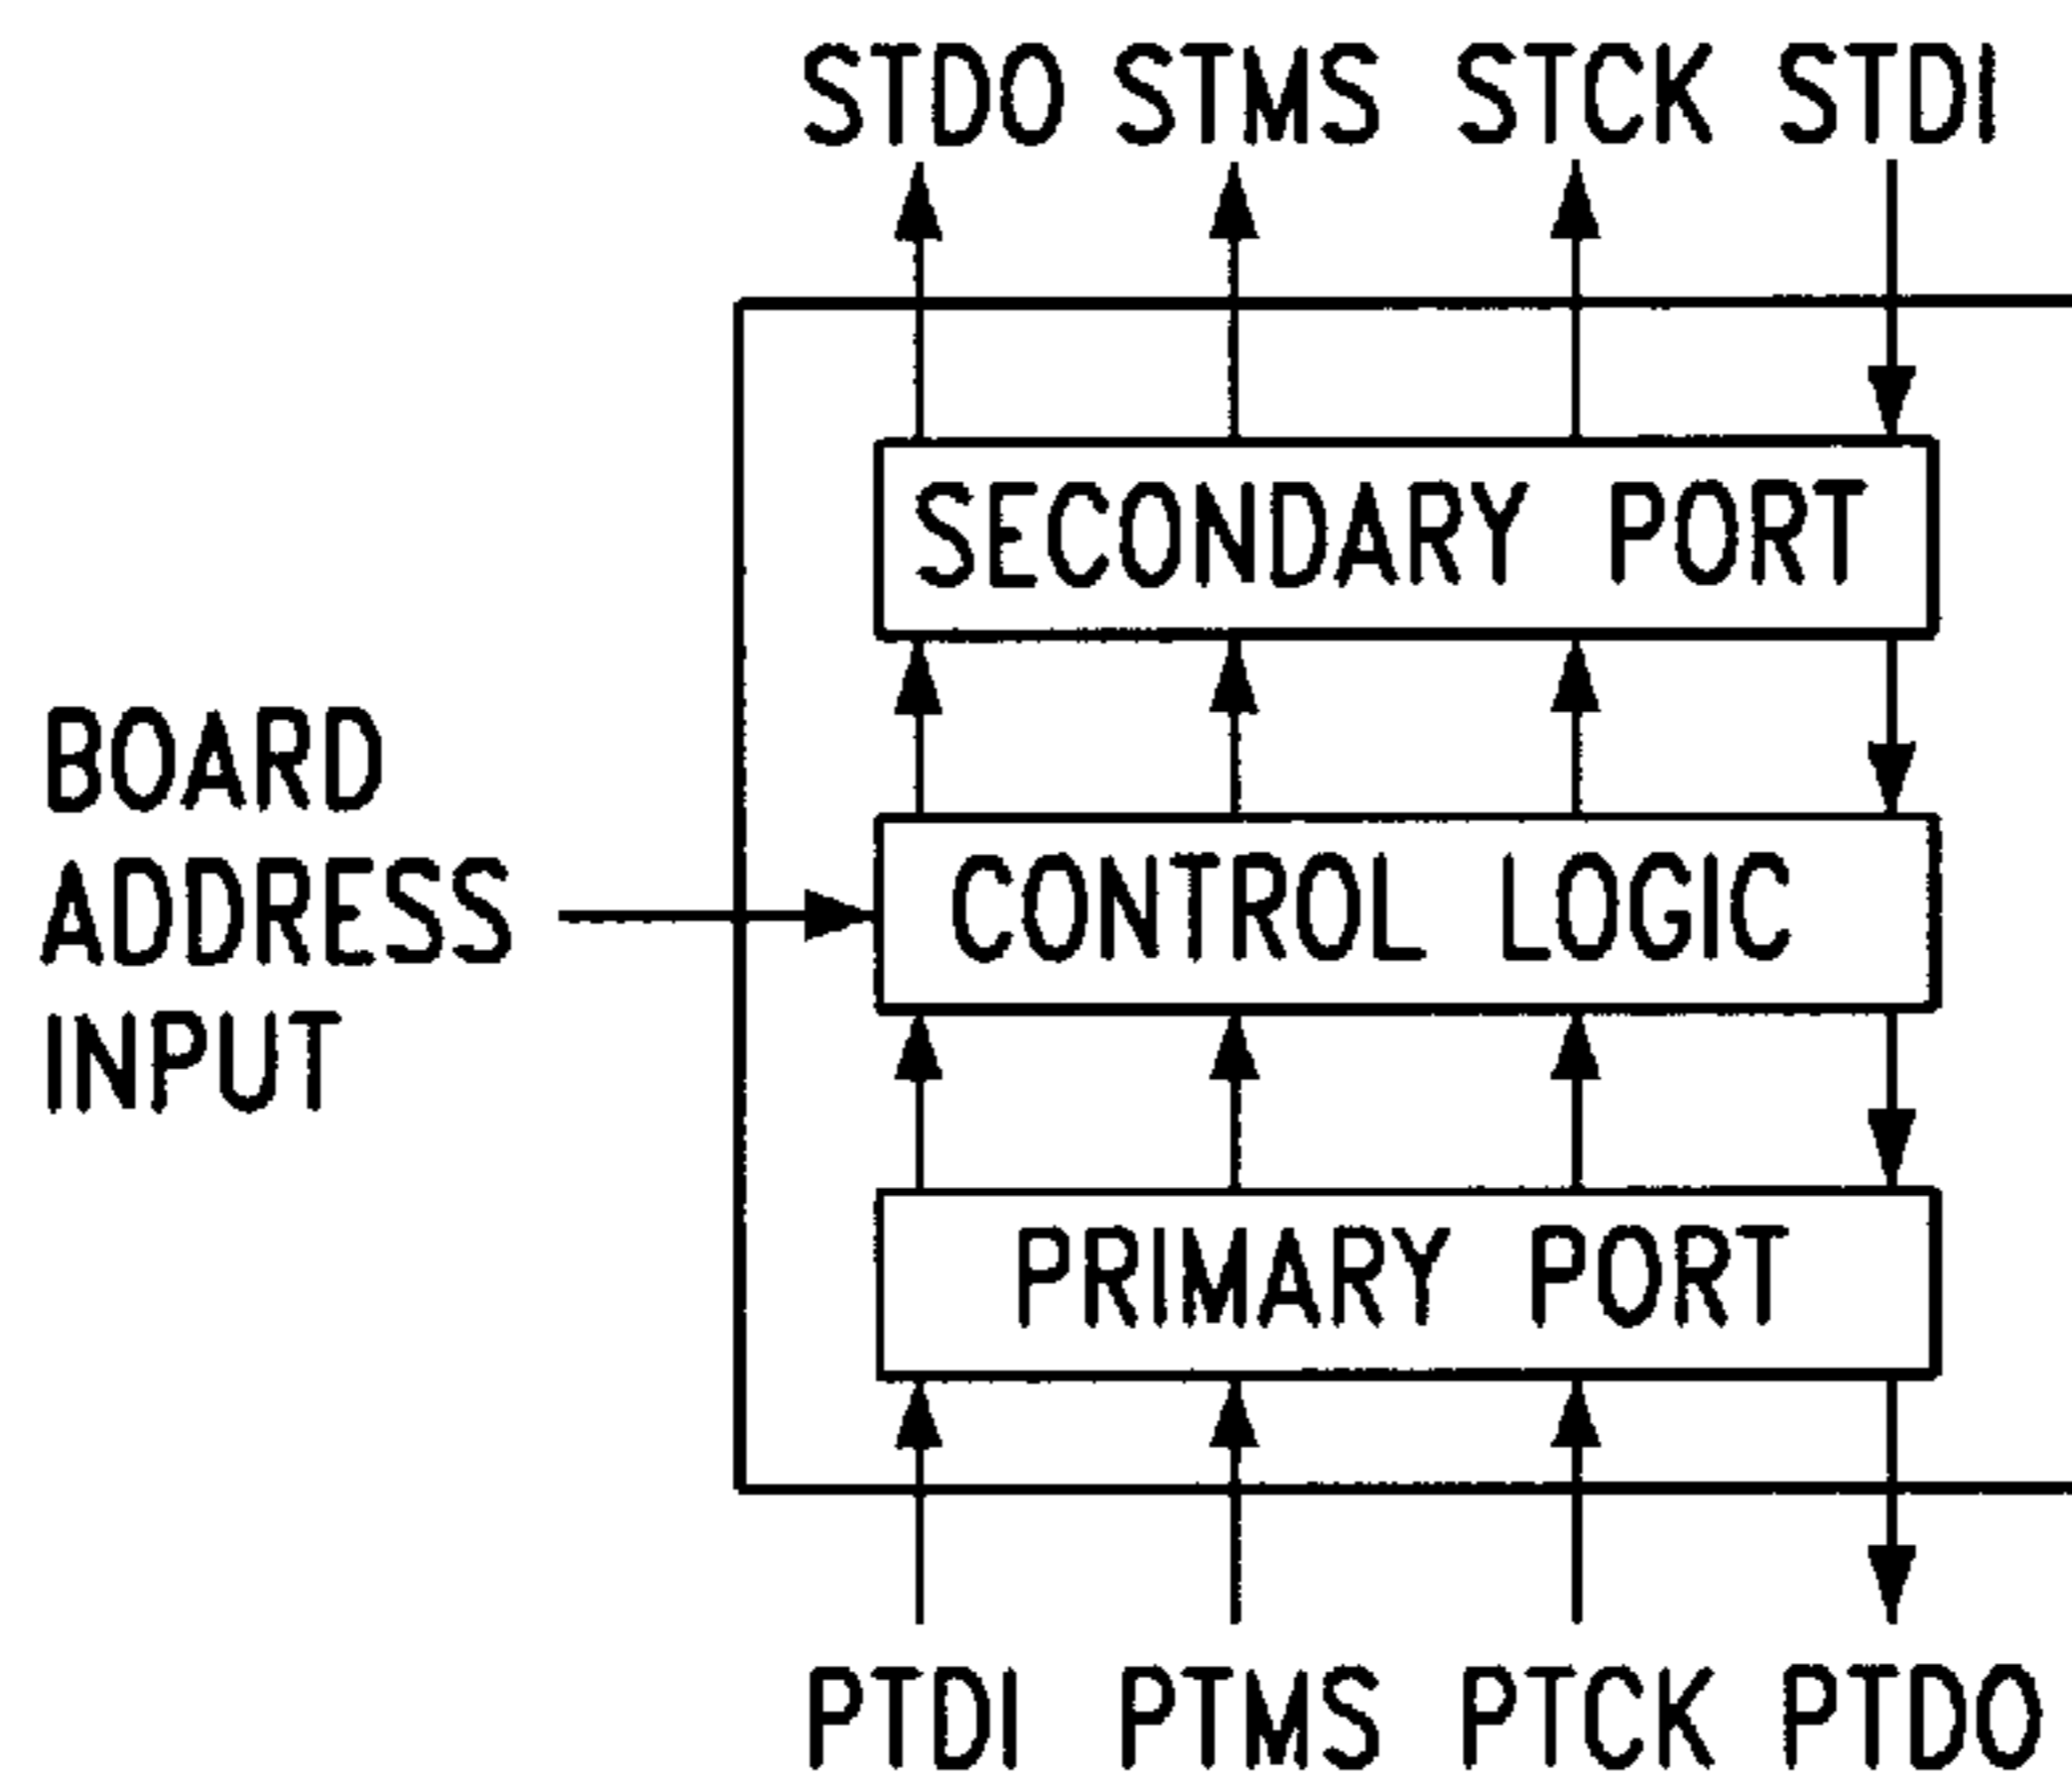 STDO STMS STCK STDI
SECONDARY PORT
BOARD
ADDRESS
INPUT
CONTROL LOGIC
PRIMARY PORT
PTDI PTMS PTCK PTDO